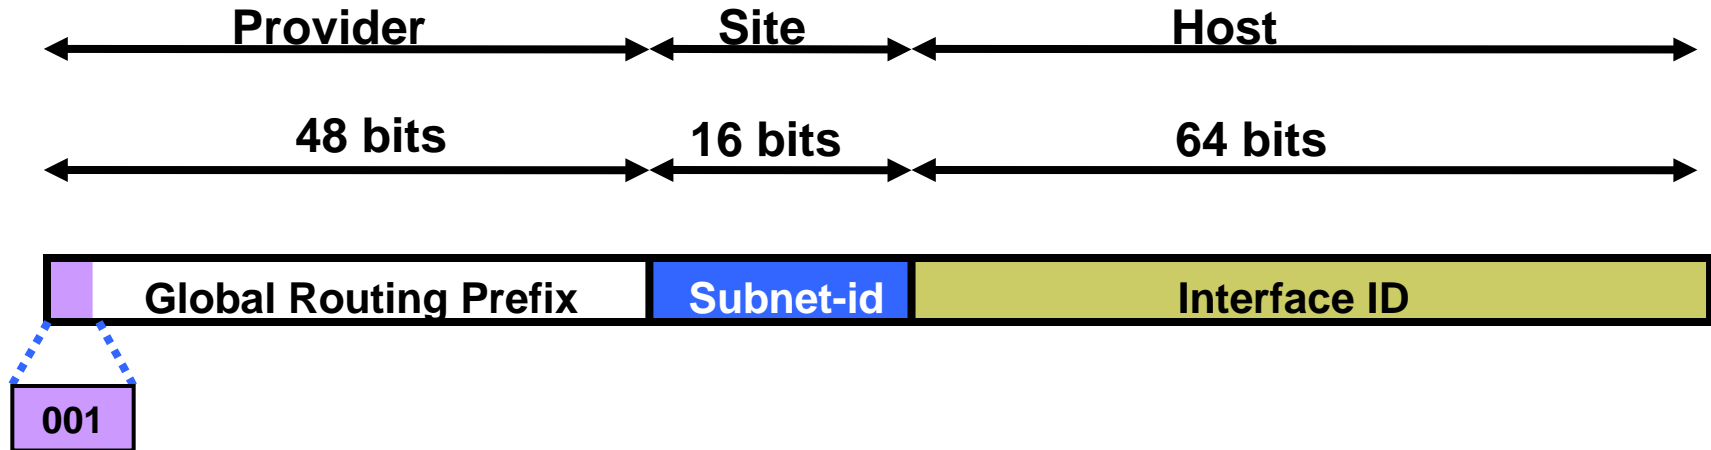 Provider Site Host
48 bits 16 bits 64 bits
Global Routing Prefix Subnet-id Interface ID
001